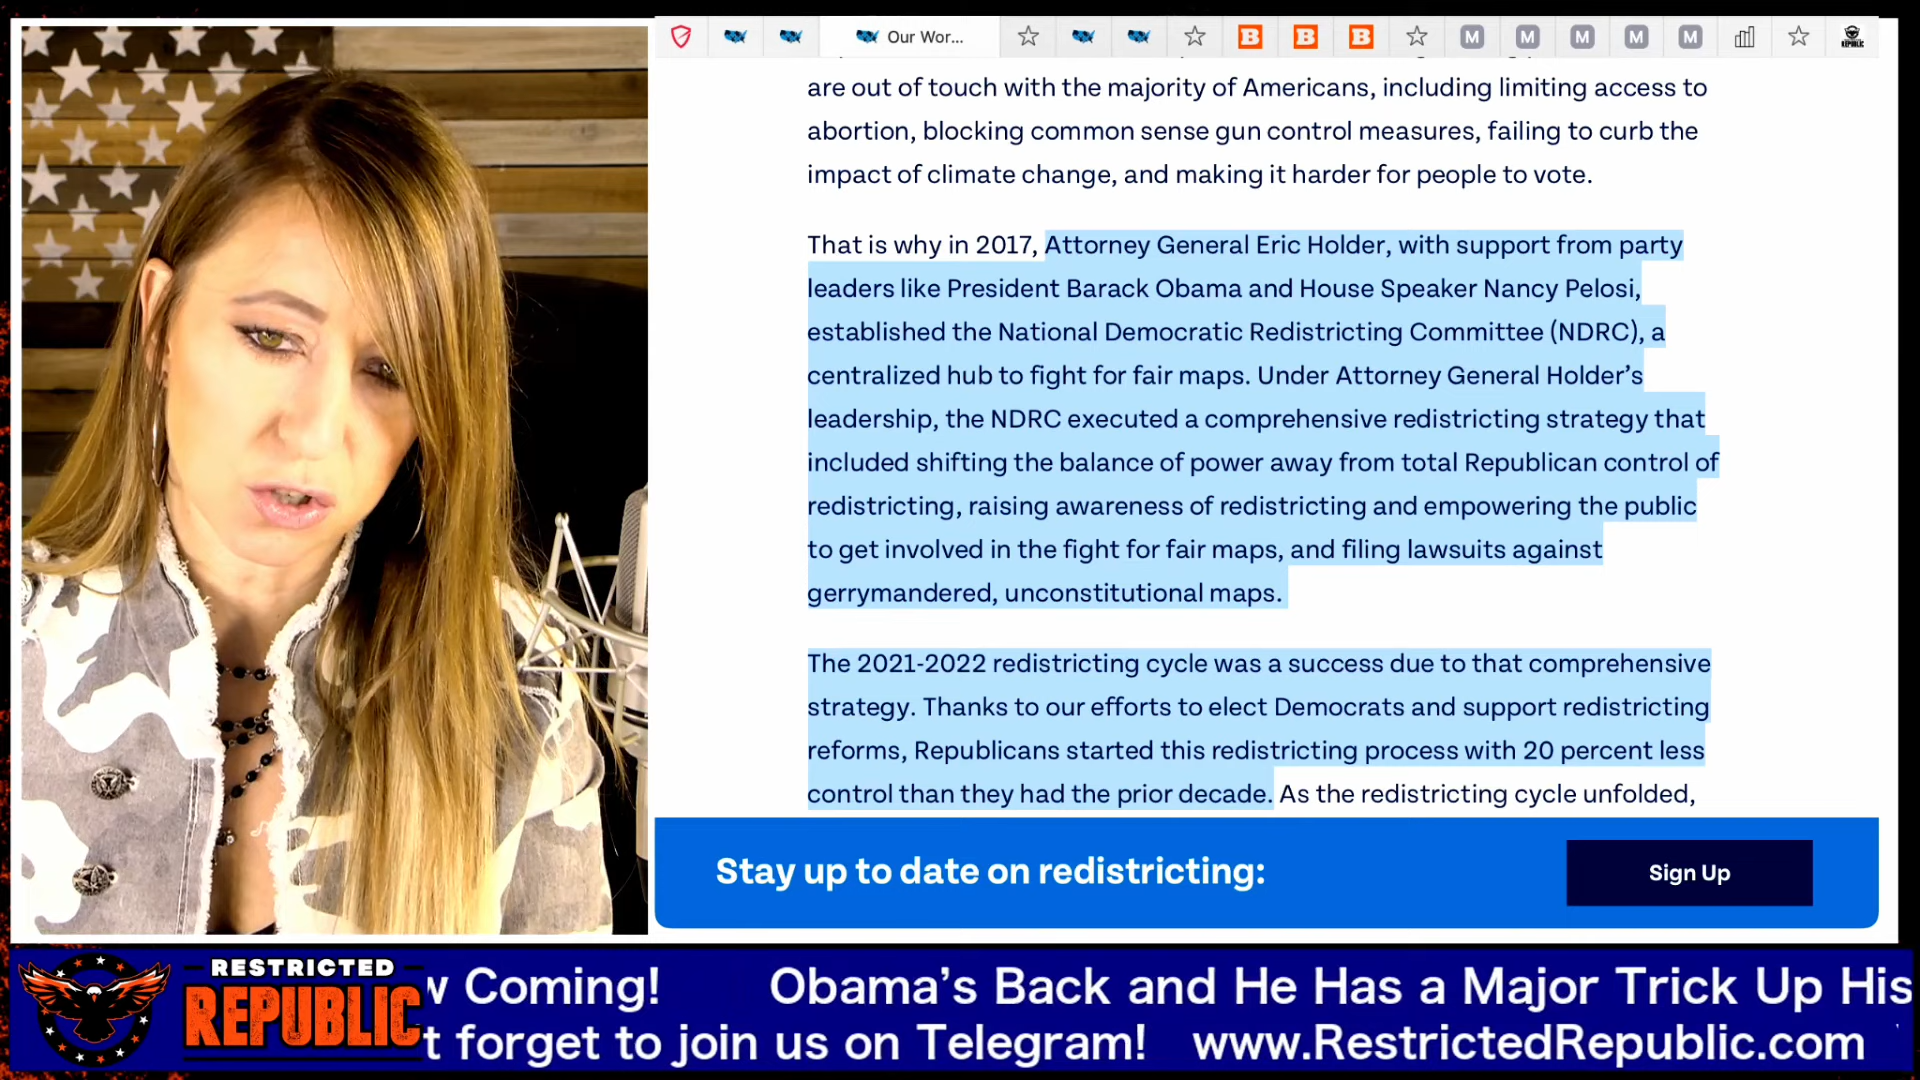 Our Wor...
B
B
B
M
M
M
M
M
REPUBLIC
are out of touch with the majority of Americans, including limiting access to
abortion, blocking common sense gun control measures, failing to curb the
impact of climate change, and making it harder for people to vote.
That is why in 2017, Attorney General Eric Holder, with support from party
leaders like President Barack Obama and House Speaker Nancy Pelosi,
established the National Democratic Redistricting Committee (NDRC), a
centralized hub to fight for fair maps. Under Attorney General Holder’s
leadership, the NDRC executed a comprehensive redistricting strategy that
included shifting the balance of power away from total Republican control of
redistricting, raising awareness of redistricting and empowering the public
to get involved in the fight for fair maps, and filing lawsuits against
gerrymandered, unconstitutional maps.
The 2021-2022 redistricting cycle was a success due to that comprehensive
strategy. Thanks to our efforts to elect Democrats and support redistricting
reforms, Republicans started this redistricting process with 20 percent less
control than they had the prior decade. As the redistricting cycle unfolded,
Stay up to date on redistricting:
Sign Up
RESTRICTED
REPUBLIC
w Coming! Obama’s Back and He Has a Major Trick Up His
t forget to join us on Telegram! www.RestrictedRepublic.com